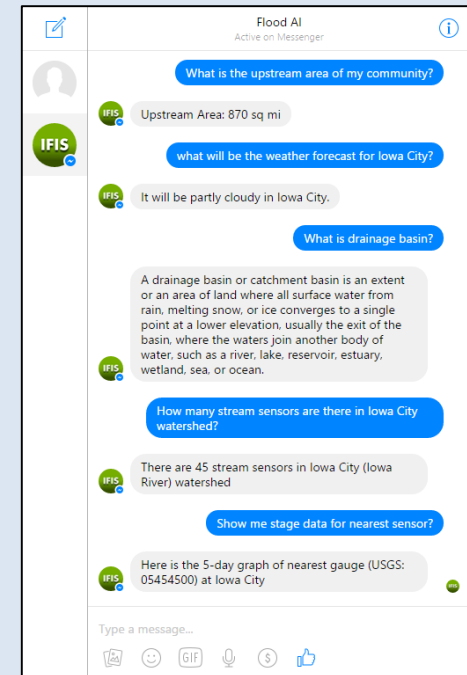 Flood AI
Active on Messenger
What is the upstream area of my community?
IFIS
Upstream Area: 870 sq mi
IFIS
what will be the weather forecast for Iowa City?
IFIS
It will be partly cloudy in Iowa City.
What is drainage basin?
A drainage basin or catchment basin is an extent
or an area of land where all surface water from
rain, melting snow, or ice converges to a single
point at a lower elevation, usually the exit of the
basin, where the waters join another body of
water, such as a river, lake, reservoir, estuary,
wetland, sea, or ocean.
IFIS
How many stream sensors are there in Iowa City
watershed?
There are 45 stream sensors in Iowa City (Iowa
River) watershed
IFIS
Show me stage data for nearest sensor?
Here is the 5-day graph of nearest gauge (USGS:
05454500) at Iowa City
IFIS
IFIS
Type a message...
GIF
$